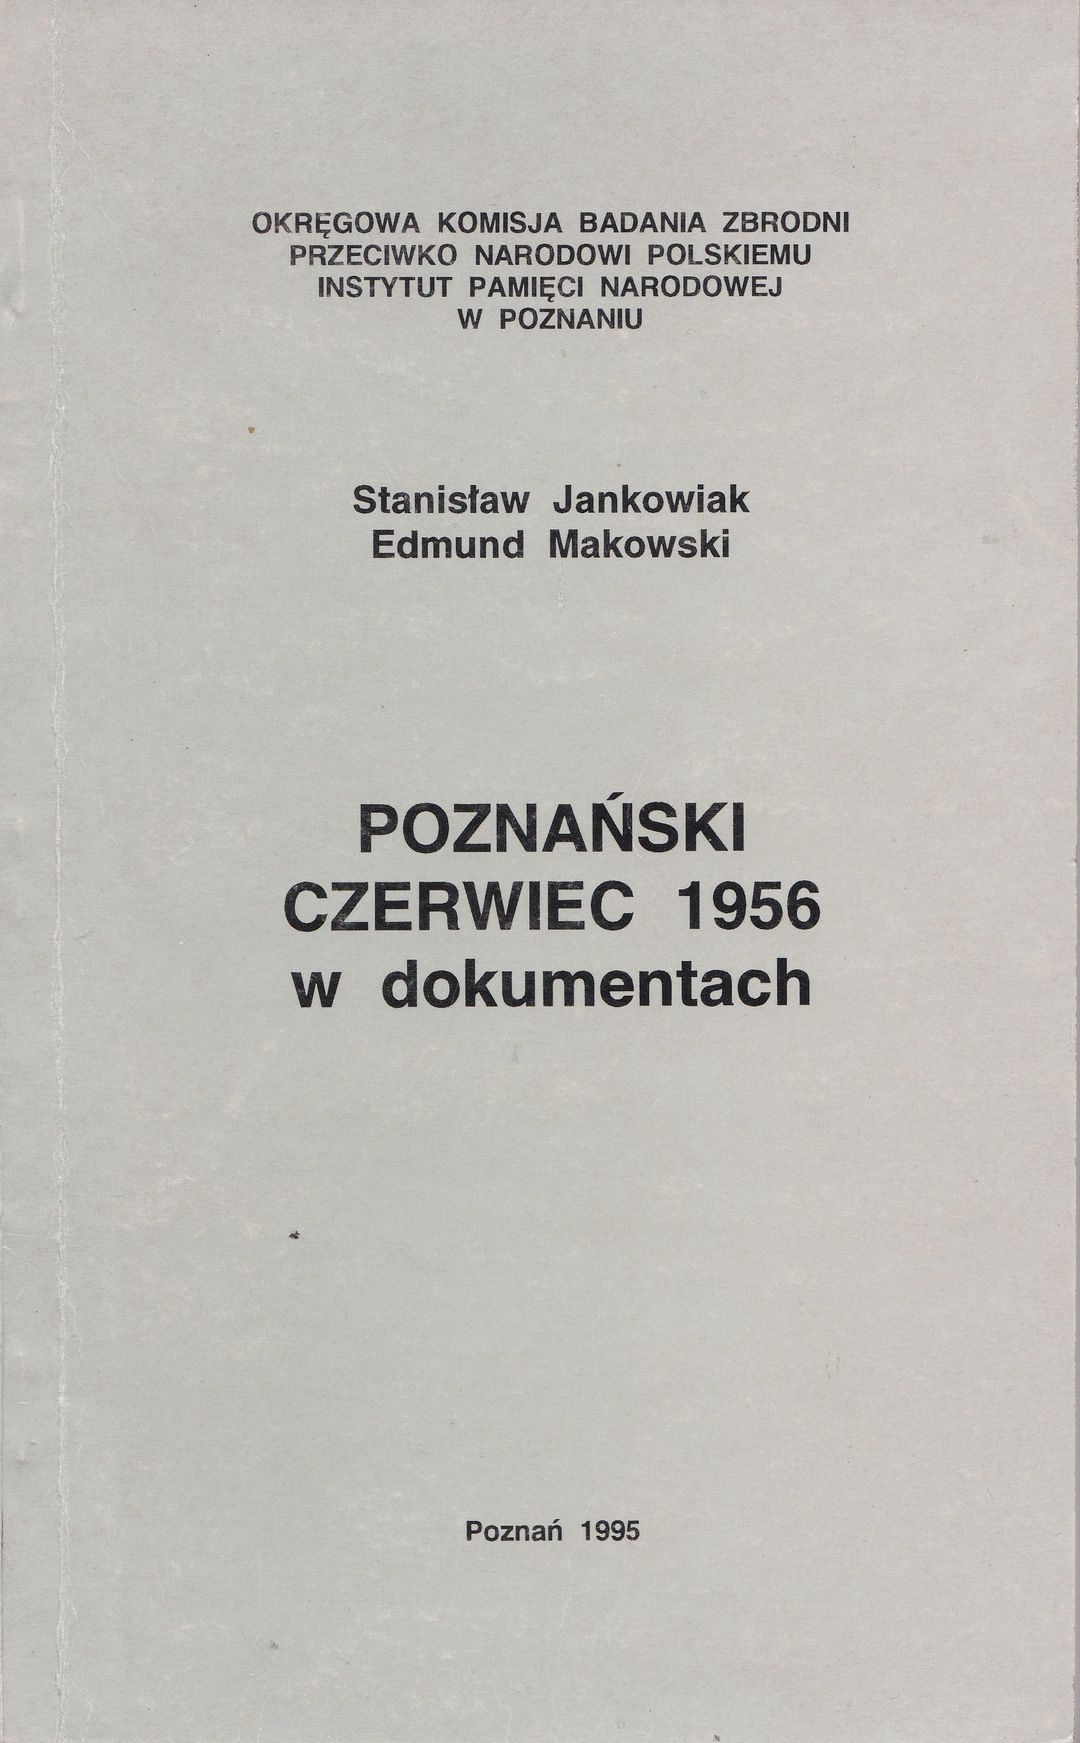 OKRĘGOWA KOMISJA BADANIA ZBRODNI
PRZECIWKO NARODOWI POLSKIEMU
INSTYTUT PAMIĘCI NARODOWEJ
W POZNANIU
Stanisław Jankowiak
Edmund Makowski
POZNAŃSKI
CZERWIEC 1956
w dokumentach
Poznań 1995